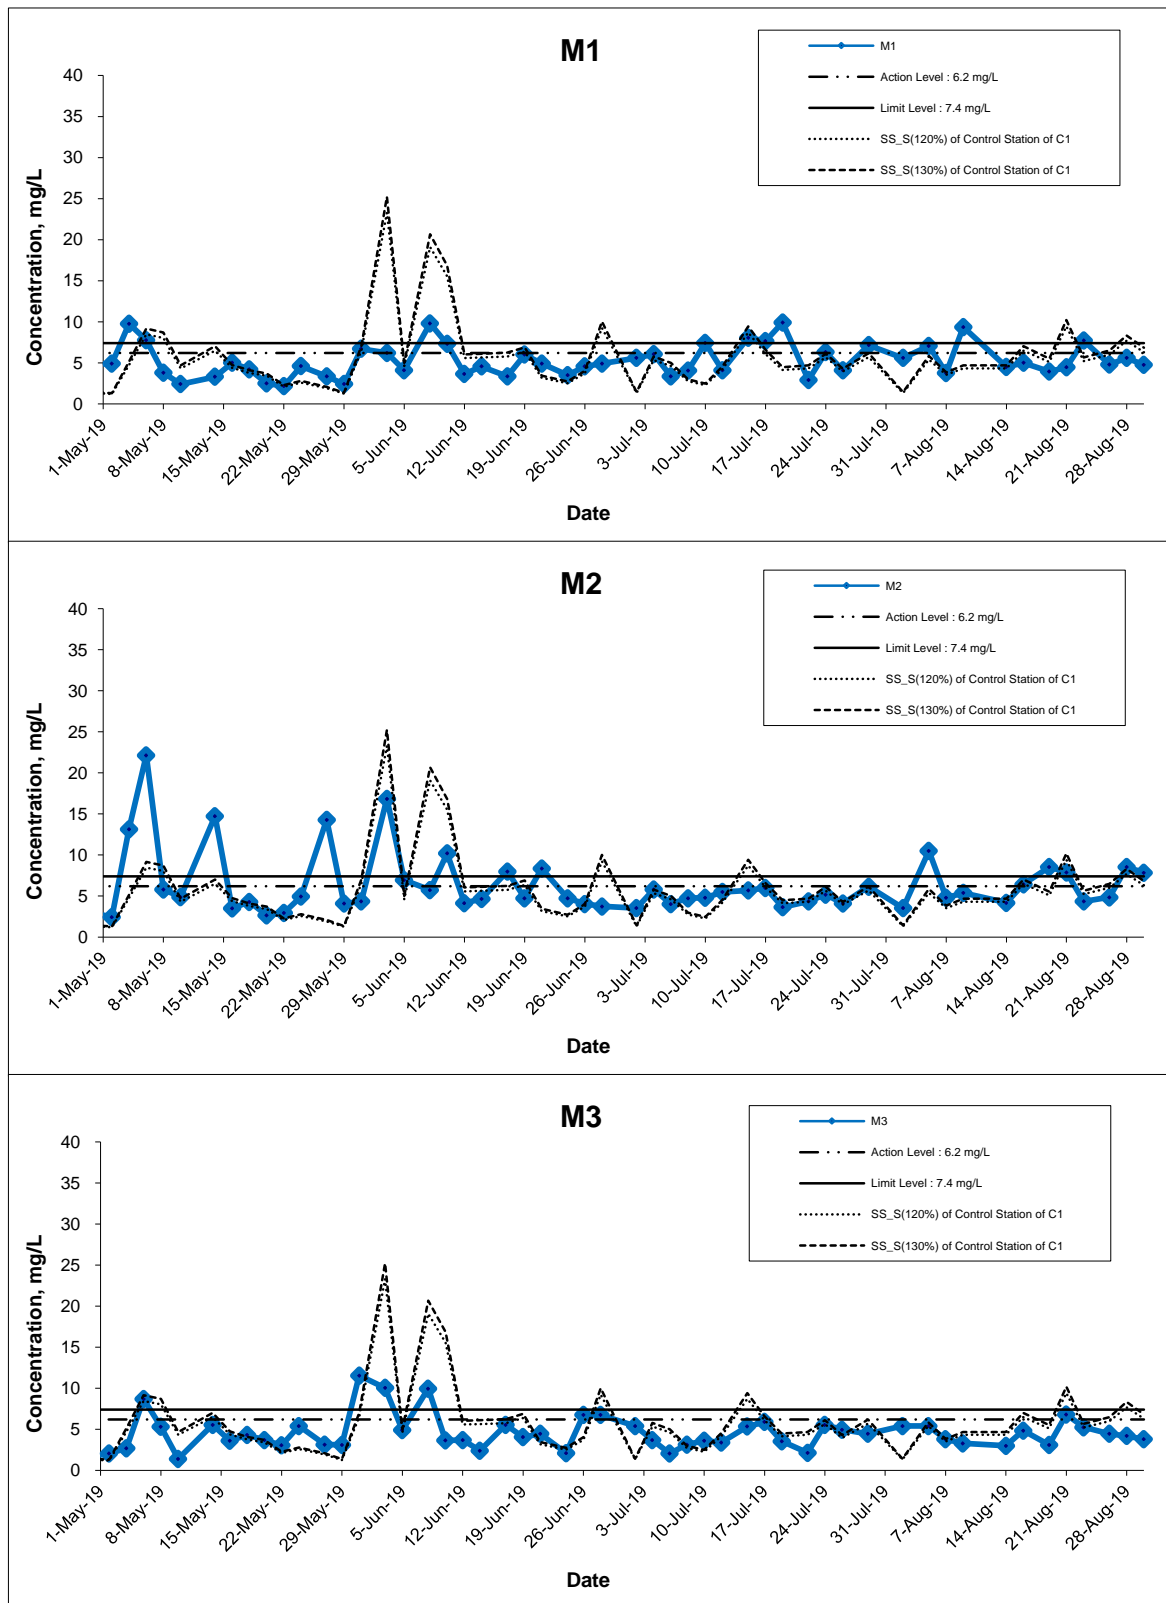 M1
M1
Action Level : 6.2 mg/L
Limit Level : 7.4 mg/L
SS_S(120%) of Control Station of C1
SS_S(130%) of Control Station of C1
Concentration, mg/L
40
35
30
25
20
15
10
5
0
1-May-19
8-May-19
15-May-19
22-May-19
29-May-19
5-Jun-19
12-Jun-19
19-Jun-19
26-Jun-19
3-Jul-19
10-Jul-19
17-Jul-19
24-Jul-19
31-Jul-19
7-Aug-19
14-Aug-19
21-Aug-19
28-Aug-19
Date
M2
M2
Action Level : 6.2 mg/L
Limit Level : 7.4 mg/L
SS_S(120%) of Control Station of C1
SS_S(130%) of Control Station of C1
Concentration, mg/L
40
35
30
25
20
15
10
5
0
1-May-19
8-May-19
15-May-19
22-May-19
29-May-19
5-Jun-19
12-Jun-19
19-Jun-19
26-Jun-19
3-Jul-19
10-Jul-19
17-Jul-19
24-Jul-19
31-Jul-19
7-Aug-19
14-Aug-19
21-Aug-19
28-Aug-19
Date
M3
M3
Action Level : 6.2 mg/L
Limit Level : 7.4 mg/L
SS_S(120%) of Control Station of C1
SS_S(130%) of Control Station of C1
Concentration, mg/L
40
35
30
25
20
15
10
5
0
1-May-19
8-May-19
15-May-19
22-May-19
29-May-19
5-Jun-19
12-Jun-19
19-Jun-19
26-Jun-19
3-Jul-19
10-Jul-19
17-Jul-19
24-Jul-19
31-Jul-19
7-Aug-19
14-Aug-19
21-Aug-19
28-Aug-19
Date